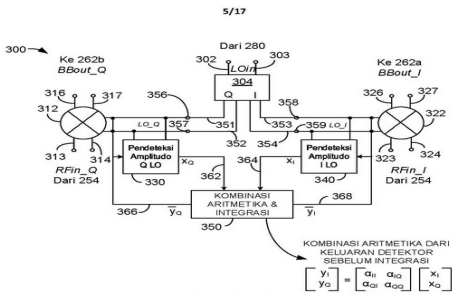 5/17
300
Dari 280
302
303
LOin
304
Q I
Ke 262b
BBout_Q
316
317
312
313
314
RFin_Q
Dari 254
356
LO_Q
357
351
352
358
353
354
359
LO_I
Ke 262a
BBout_I
326
327
322
323
324
RFin_I
Dari 254
Pendeteksi
Amplitudo
Q LO
330
xQ
362
Pendeteksi
Amplitudo
I LO
340
xI
364
KOMBINASI
ARITMETIKA &
INTEGRASI
350
366
y̅Q
368
y̅I
KOMBINASI ARITMETIKA DARI
KELUARAN DETEKTOR
SEBELUM INTEGRASI
[yI] = [αII αIQ] [xI]
[yQ] = [αQI αQQ] [xQ]